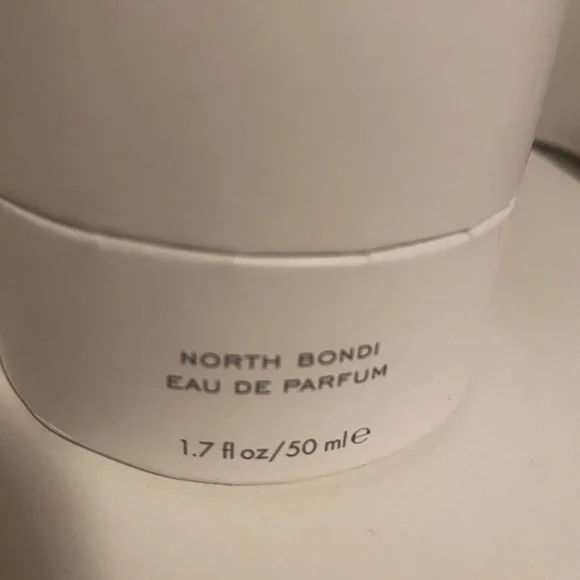 NORTH BONDI
EAU DE PARFUM
1.7 fl oz/50 ml℮